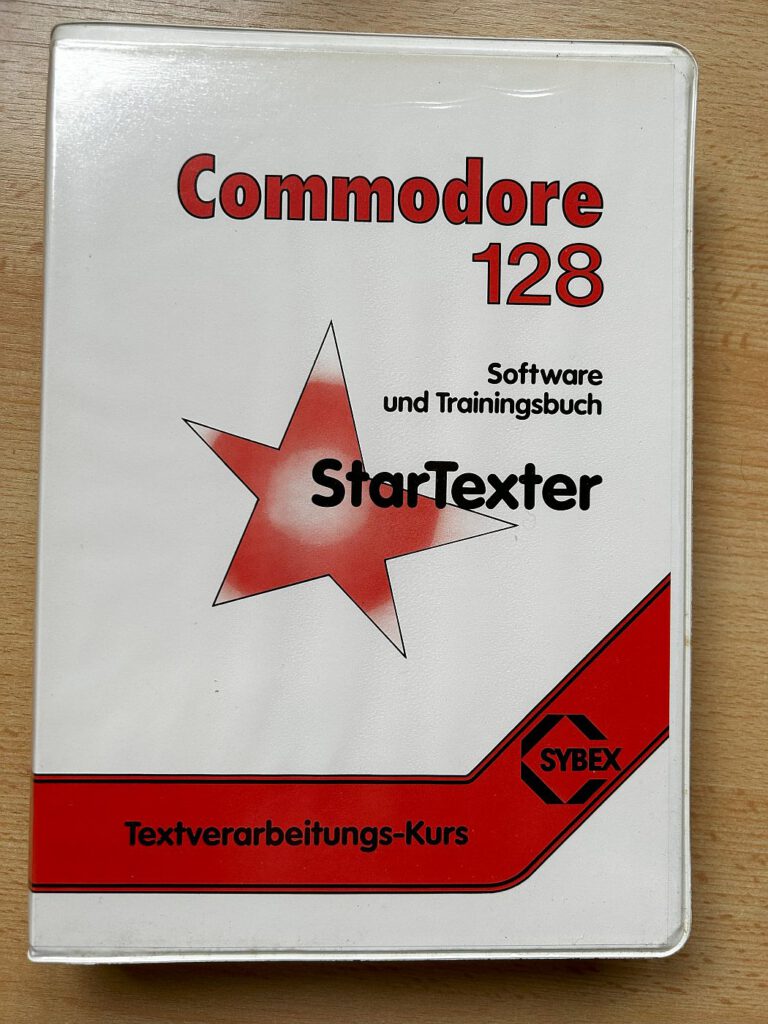 Commodore
128
Software
und Trainingsbuch
StarTexter
SYBEX
Textverarbeitungs-Kurs